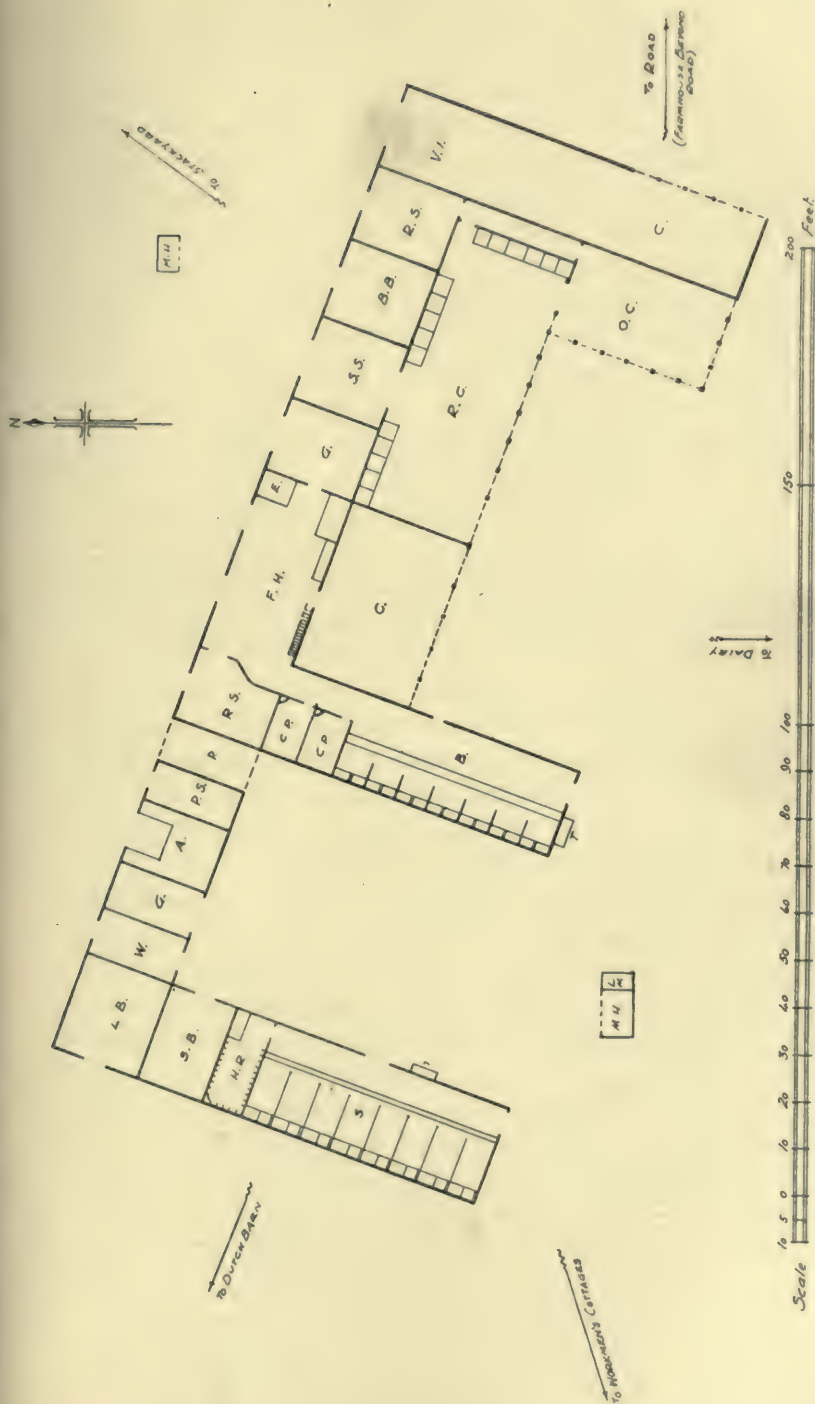 N
TO STACKYARD
M.H
TO ROAD
(FARMHOUSE BEYOND
ROAD)
V.I.
R.S.
B.B.
S.S.
G.
E.
F.H.
R.S.
P.
P.S.
A.
G.
W.
L.B.
S.B.
H.R
S
T
C.P.
C.P.
B.
T
C.
R.C.
O.C.
C.
M H
TO DAIRY
TO DUTCH BARN
TO WORKMEN'S COTTAGES
Scale
10 5 0 10 20 30 40 50 60 70 80 90 100 150 200 Feet.